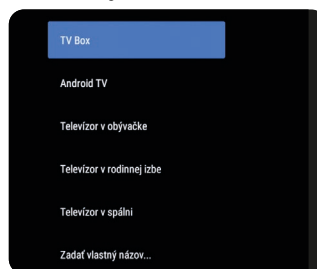 TV Box
Android TV
Televízor v obývačke
Televízor v rodinnej izbe
Televízor v spálni
Zadať vlastný názov...